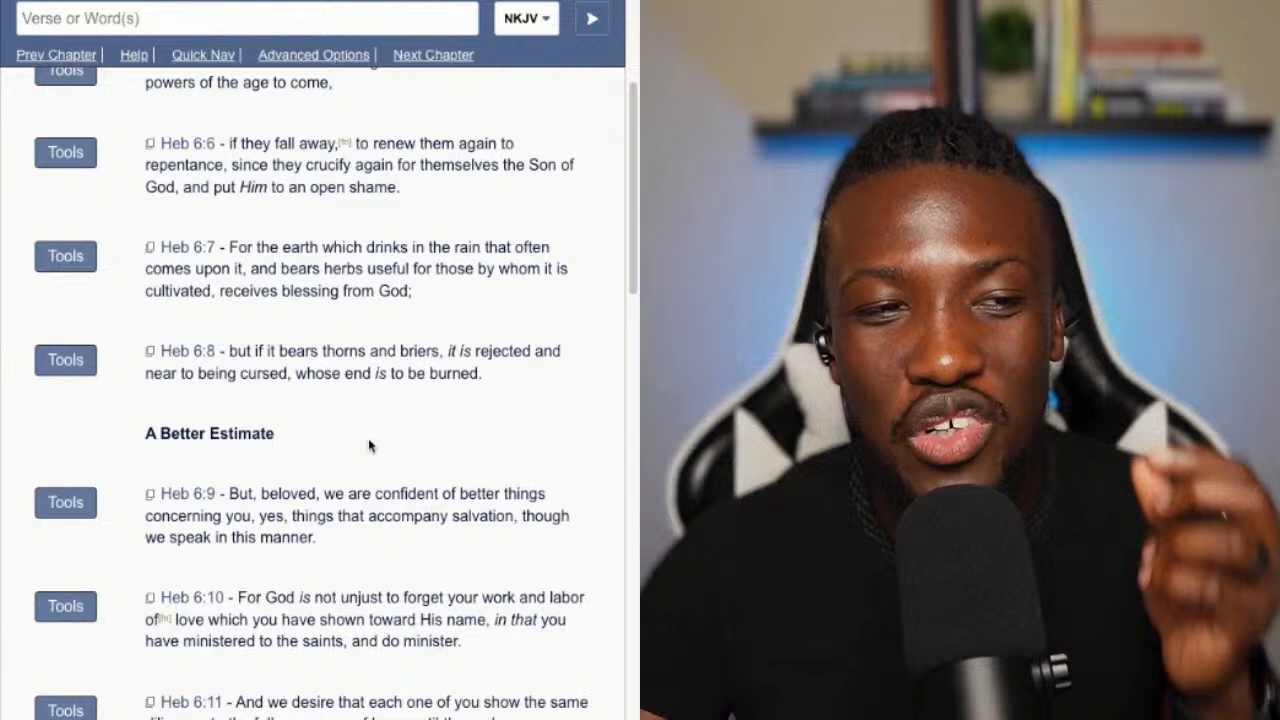 Verse or Word(s)
NKJV
Prev Chapter | Help | Quick Nav | Advanced Options | Next Chapter
Tools
powers of the age to come,
Tools
Heb 6:6 - if they fall away,[fn] to renew them again to
repentance, since they crucify again for themselves the Son of
God, and put Him to an open shame.
Tools
Heb 6:7 - For the earth which drinks in the rain that often
comes upon it, and bears herbs useful for those by whom it is
cultivated, receives blessing from God;
Tools
Heb 6:8 - but if it bears thorns and briers, it is rejected and
near to being cursed, whose end is to be burned.
A Better Estimate
Tools
Heb 6:9 - But, beloved, we are confident of better things
concerning you, yes, things that accompany salvation, though
we speak in this manner.
Tools
Heb 6:10 - For God is not unjust to forget your work and labor
of[fn] love which you have shown toward His name, in that you
have ministered to the saints, and do minister.
Tools
Heb 6:11 - And we desire that each one of you show the same